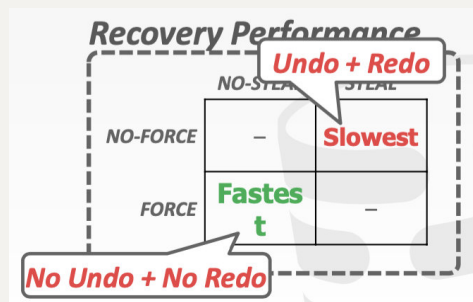 Recovery Performance
Undo + Redo
NO-STEAL STEAL
NO-FORCE – Slowest
FORCE Fastes
t –
No Undo + No Redo